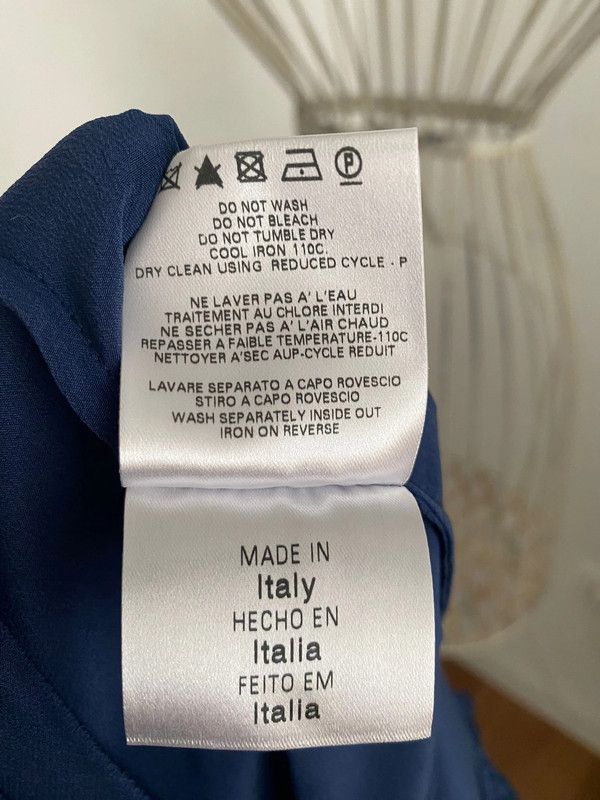 P
DO NOT WASH
DO NOT BLEACH
DO NOT TUMBLE DRY
COOL IRON 110C.
DRY CLEAN USING REDUCED CYCLE - P
NE LAVER PAS A' L'EAU
TRAITEMENT AU CHLORE INTERDI
NE SECHER PAS A' L'AIR CHAUD
REPASSER A FAIBLE TEMPERATURE-110C
NETTOYER A'SEC AUP-CYCLE REDUIT
LAVARE SEPARATO A CAPO ROVESCIO
STIRO A CAPO ROVESCIO
WASH SEPARATELY INSIDE OUT
IRON ON REVERSE
MADE IN
Italy
HECHO EN
Italia
FEITO EM
Italia